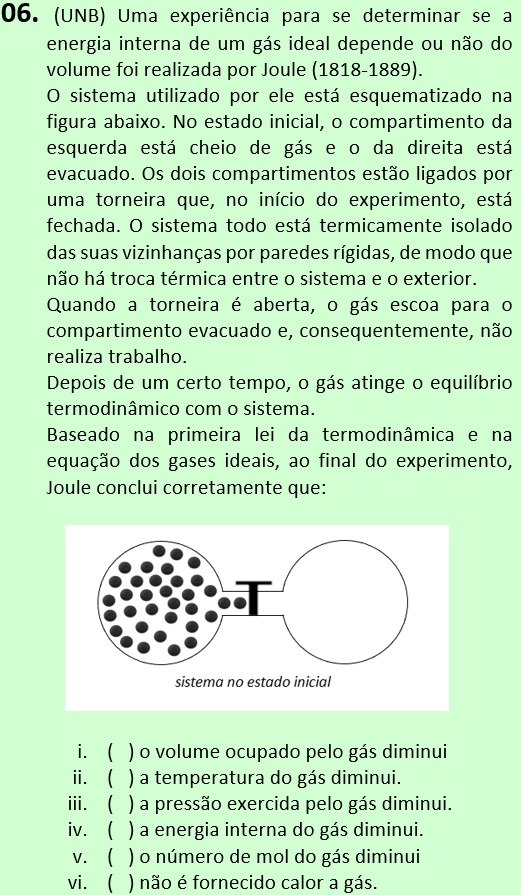 06. (UNB) Uma experiência para se determinar se a
energia interna de um gás ideal depende ou não do
volume foi realizada por Joule (1818-1889).
O sistema utilizado por ele está esquematizado na
figura abaixo. No estado inicial, o compartimento da
esquerda está cheio de gás e o da direita está
evacuado. Os dois compartimentos estão ligados por
uma torneira que, no início do experimento, está
fechada. O sistema todo está termicamente isolado
das suas vizinhanças por paredes rígidas, de modo que
não há troca térmica entre o sistema e o exterior.
Quando a torneira é aberta, o gás escoa para o
compartimento evacuado e, consequentemente, não
realiza trabalho.
Depois de um certo tempo, o gás atinge o equilíbrio
termodinâmico com o sistema.
Baseado na primeira lei da termodinâmica e na
equação dos gases ideais, ao final do experimento,
Joule conclui corretamente que:
sistema no estado inicial
i. ( ) o volume ocupado pelo gás diminui
ii. ( ) a temperatura do gás diminui.
iii. ( ) a pressão exercida pelo gás diminui.
iv. ( ) a energia interna do gás diminui.
v. ( ) o número de mol do gás diminui
vi. ( ) não é fornecido calor a gás.